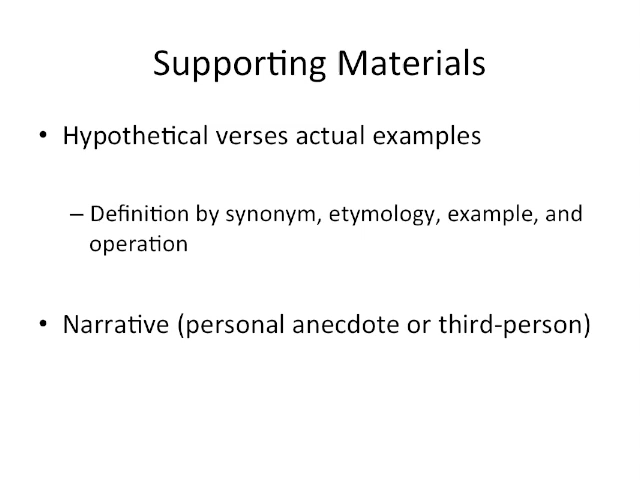 Supporting Materials
• Hypothetical verses actual examples
– Definition by synonym, etymology, example, and
operation
• Narrative (personal anecdote or third-person)